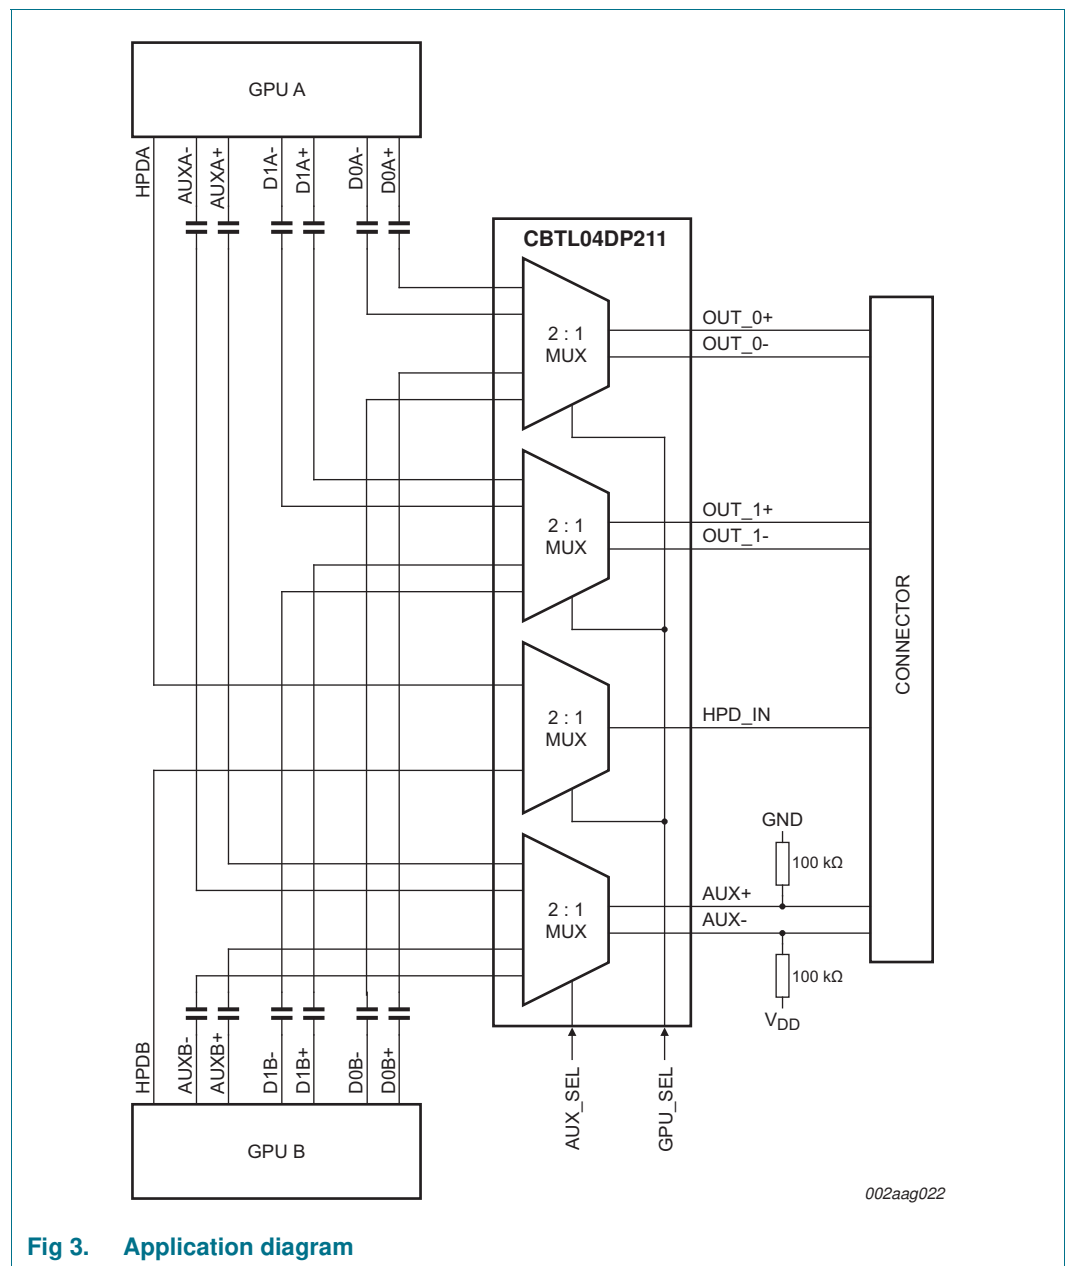 GPU A
HPDA
AUXA-
AUXA+
D1A-
D1A+
D0A-
D0A+
CBTL04DP211
2 : 1
MUX
OUT_0+
OUT_0-
2 : 1
MUX
OUT_1+
OUT_1-
CONNECTOR
2 : 1
MUX
HPD_IN
GND
100 kΩ
2 : 1
MUX
AUX+
AUX-
100 kΩ
VDD
HPDB
AUXB-
AUXB+
D1B-
D1B+
D0B-
D0B+
AUX_SEL
GPU_SEL
GPU B
002aag022
Fig 3. Application diagram